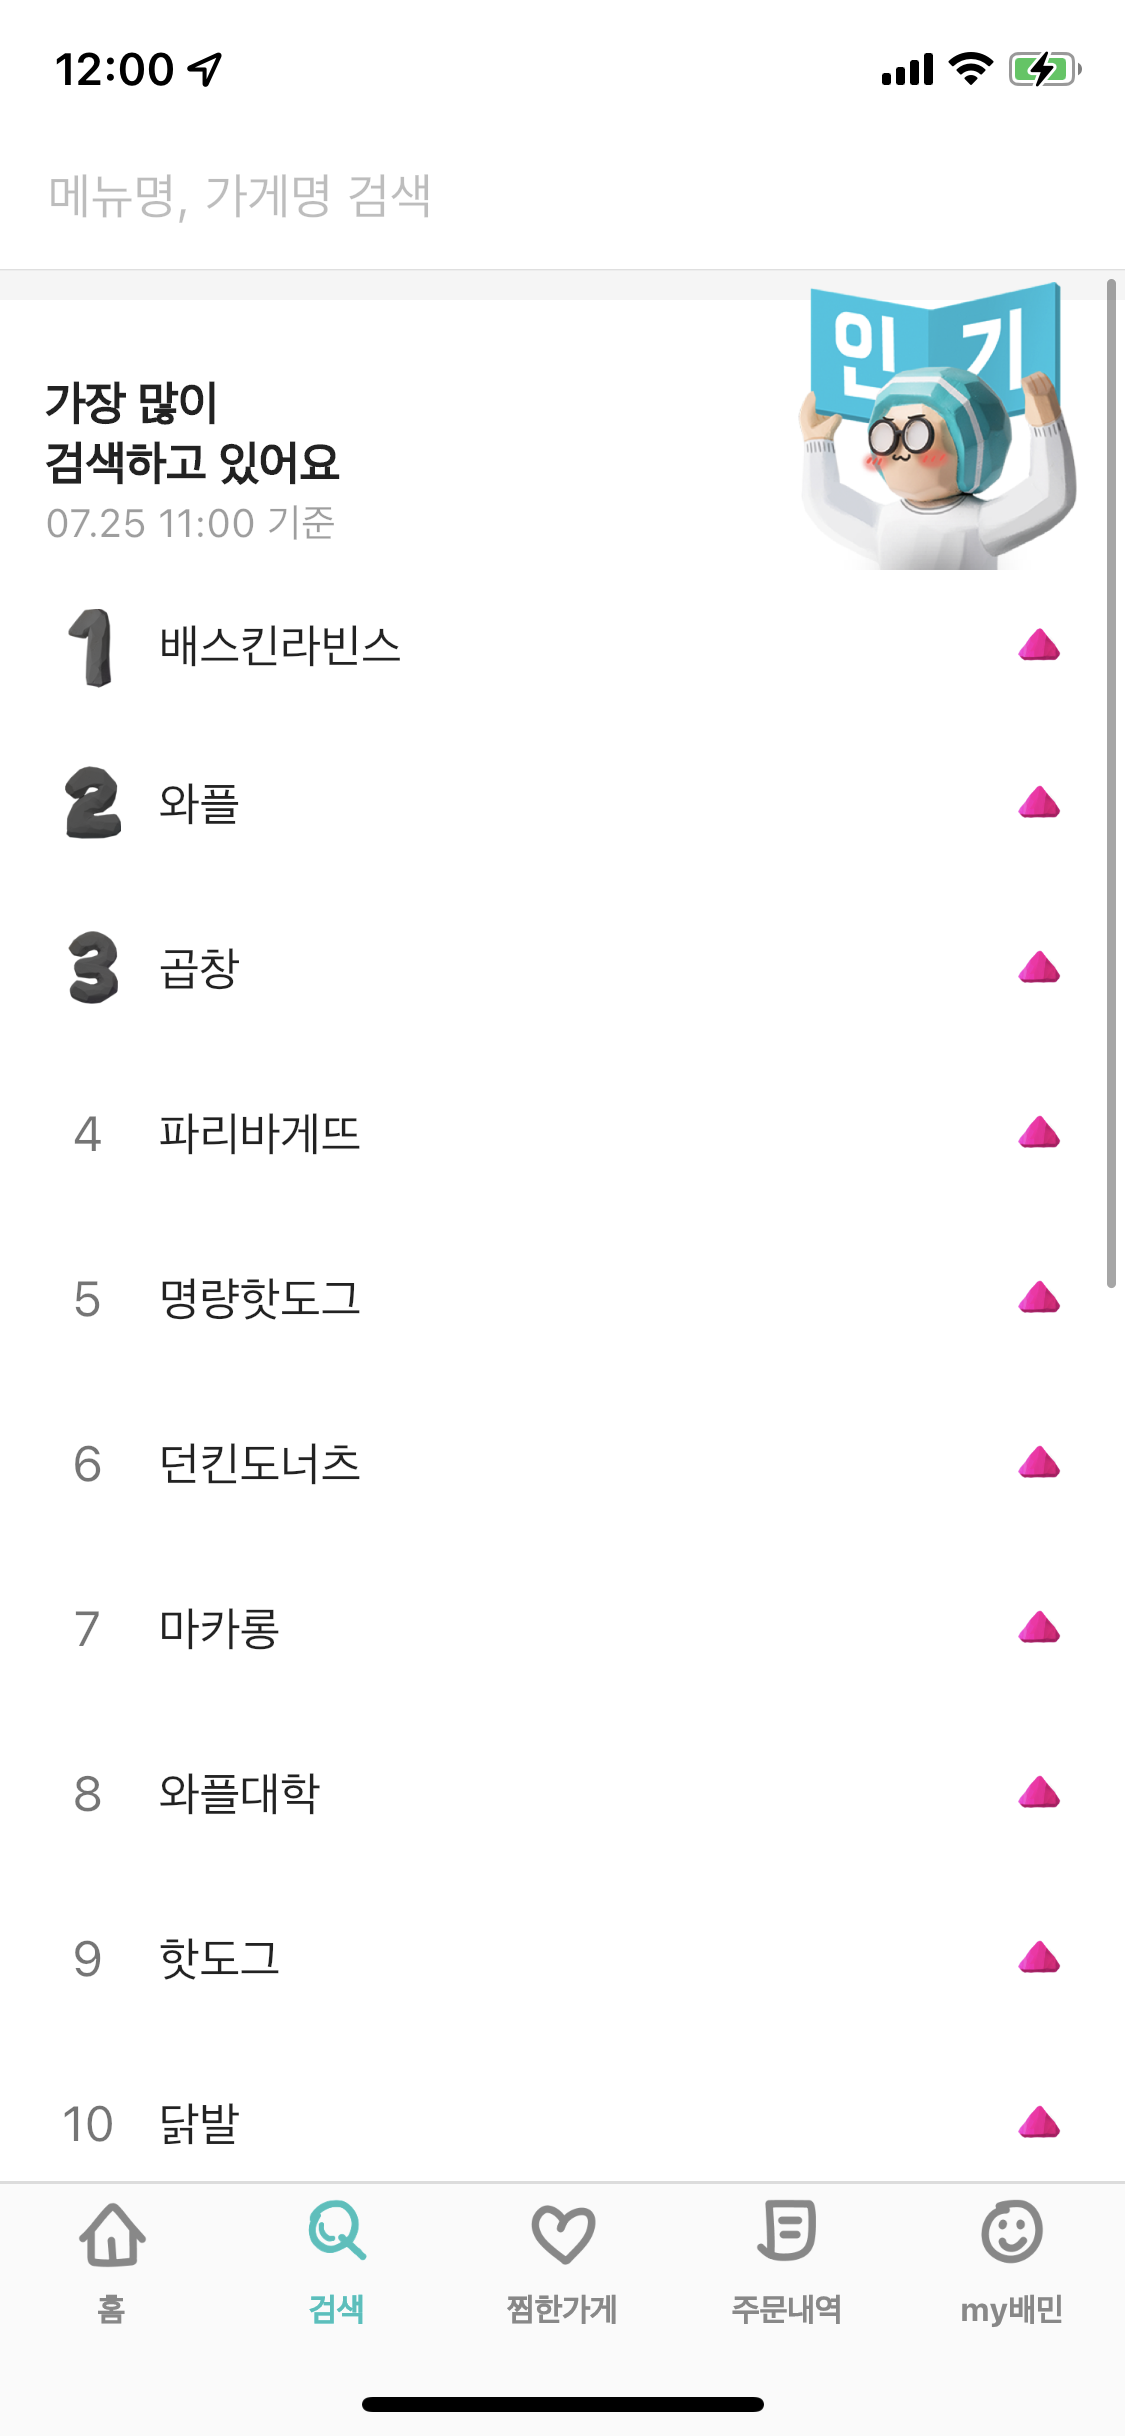 12:00
메뉴명, 가게명 검색
인기
가장 많이
검색하고 있어요
07.25 11:00 기준
1 배스킨라빈스
2 와플
3 곱창
4 파리바게뜨
5 명량핫도그
6 던킨도너츠
7 마카롱
8 와플대학
9 핫도그
10 닭발
홈 검색 찜한가게 주문내역 my배민